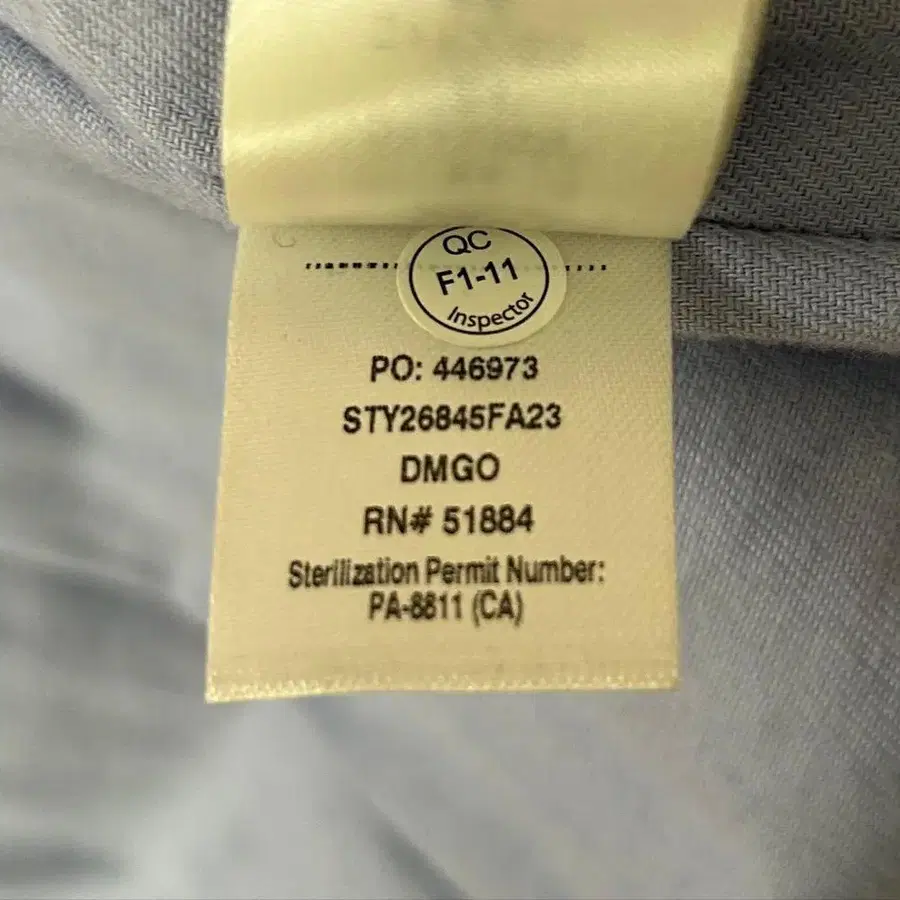 QC
F1-11
Inspector
PO: 446973
STY26845FA23
DMGO
RN# 51884
Sterilization Permit Number:
PA-8811 (CA)